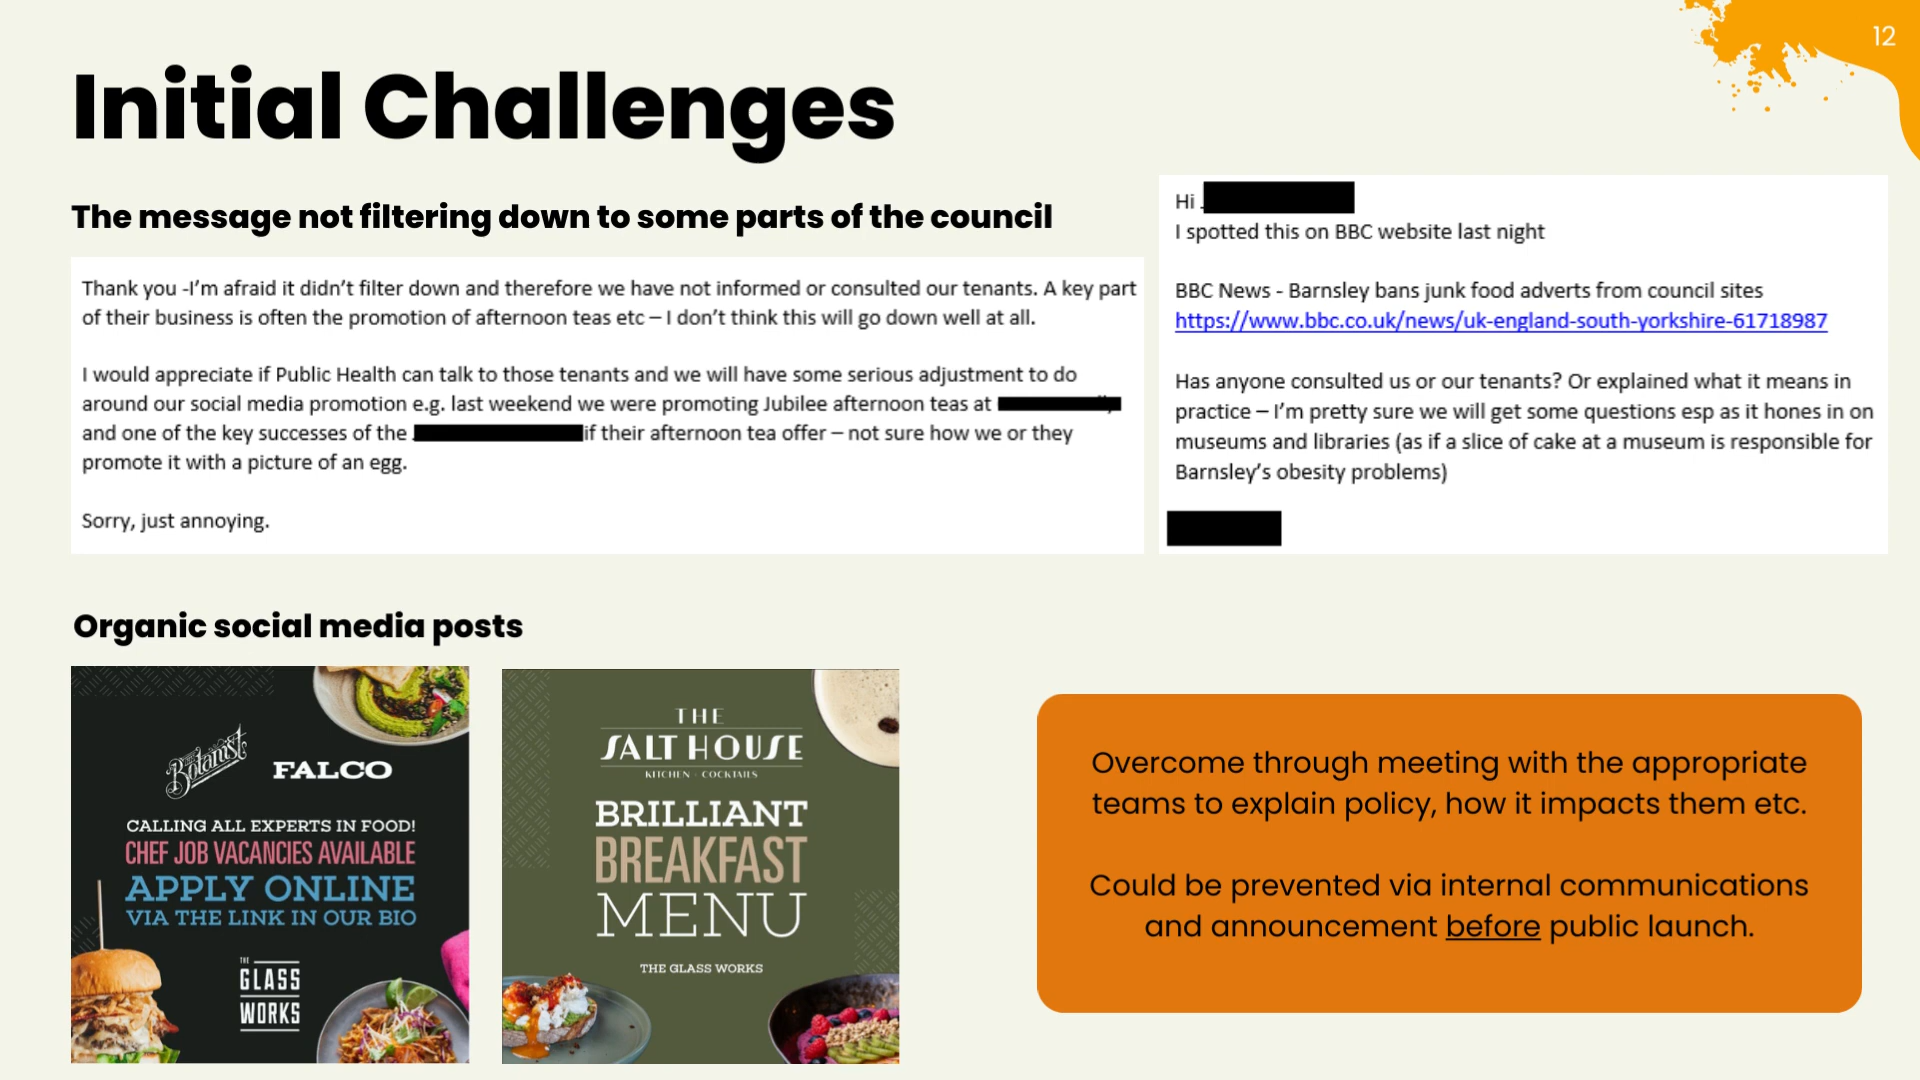 12
Initial Challenges
The message not filtering down to some parts of the council
Thank you -I'm afraid it didn't filter down and therefore we have not informed or consulted our tenants. A key part
of their business is often the promotion of afternoon teas etc – I don't think this will go down well at all.
I would appreciate if Public Health can talk to those tenants and we will have some serious adjustment to do
around our social media promotion e.g. last weekend we were promoting Jubilee afternoon teas at
and one of the key successes of the if their afternoon tea offer – not sure how we or they
promote it with a picture of an egg.
Sorry, just annoying.
Hi
I spotted this on BBC website last night
BBC News - Barnsley bans junk food adverts from council sites
https://www.bbc.co.uk/news/uk-england-south-yorkshire-61718987
Has anyone consulted us or our tenants? Or explained what it means in
practice – I'm pretty sure we will get some questions esp as it hones in on
museums and libraries (as if a slice of cake at a museum is responsible for
Barnsley's obesity problems)
Organic social media posts
The Botanist
FALCO
CALLING ALL EXPERTS IN FOOD!
CHEF JOB VACANCIES AVAILABLE
APPLY ONLINE
VIA THE LINK IN OUR BIO
THE
GLASS
WORKS
THE
SALT HOUSE
KITCHEN - COCKTAILS
BRILLIANT
BREAKFAST
MENU
THE GLASS WORKS
Overcome through meeting with the appropriate
teams to explain policy, how it impacts them etc.
Could be prevented via internal communications
and announcement before public launch.